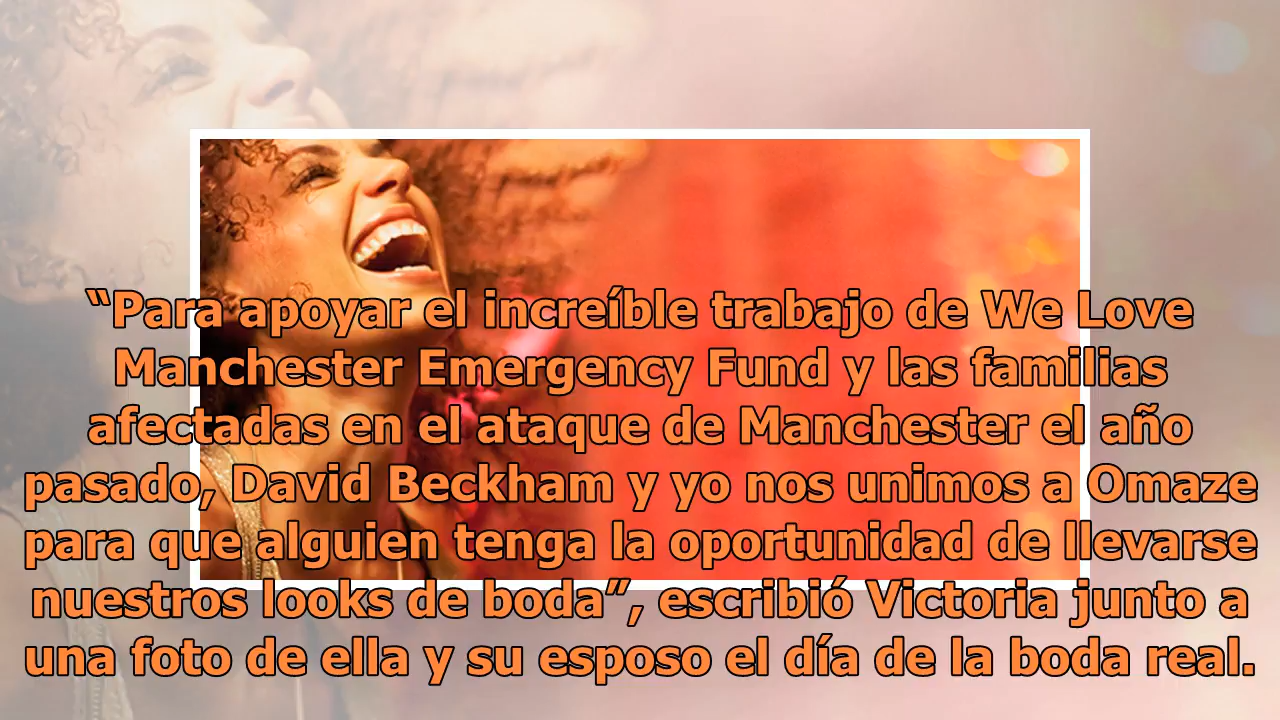 “Para apoyar el increíble trabajo de We Love
Manchester Emergency Fund y las familias
afectadas en el ataque de Manchester el año
pasado, David Beckham y yo nos unimos a Omaze
para que alguien tenga la oportunidad de llevarse
nuestros looks de boda”, escribió Victoria junto a
una foto de ella y su esposo el día de la boda real.